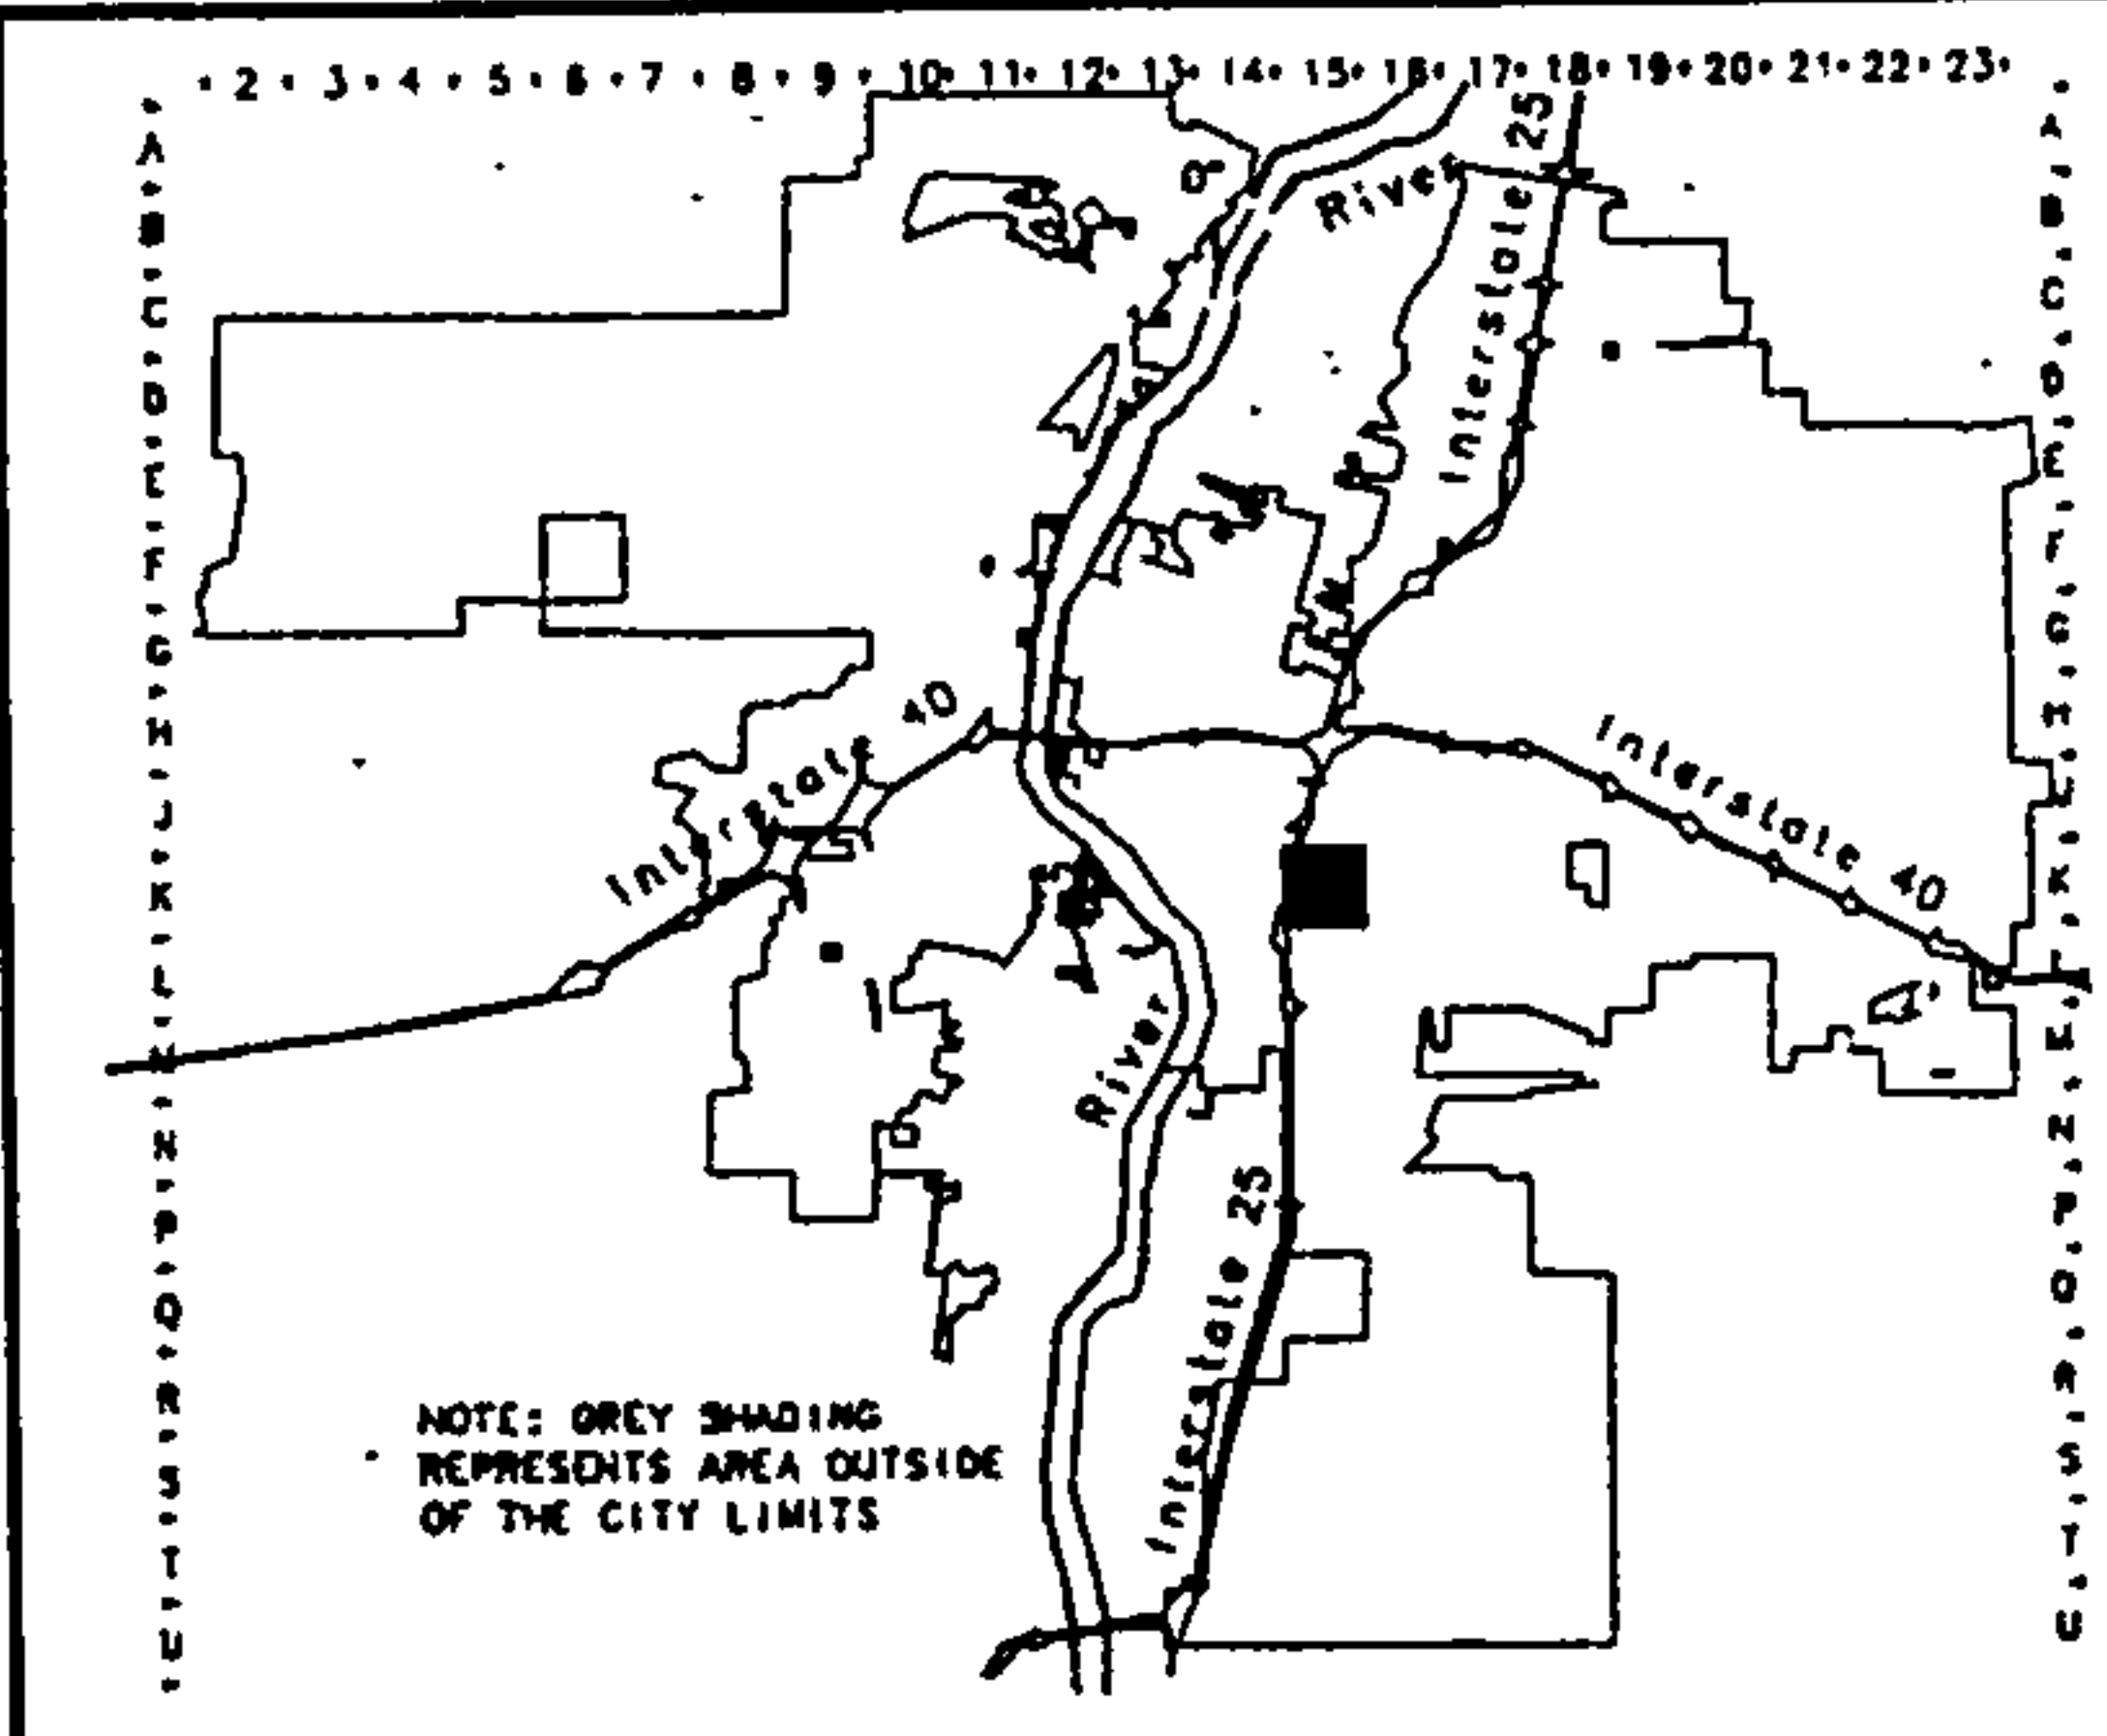 2 3 4 5 6 7 8 9 10 11 12 13 14 15 16 17 18 19 20 21 22 23
A
B
C
D
E
F
G
H
J
K
L
M
N
P
Q
R
S
T
U
A
B
C
D
E
F
G
H
J
K
L
M
N
P
Q
R
S
T
U
River
Interstate 25
Interstate 40
Interstate 40
River
Interstate 25
NOTE: GREY SHADING
REPRESENTS AREA OUTSIDE
OF THE CITY LIMITS